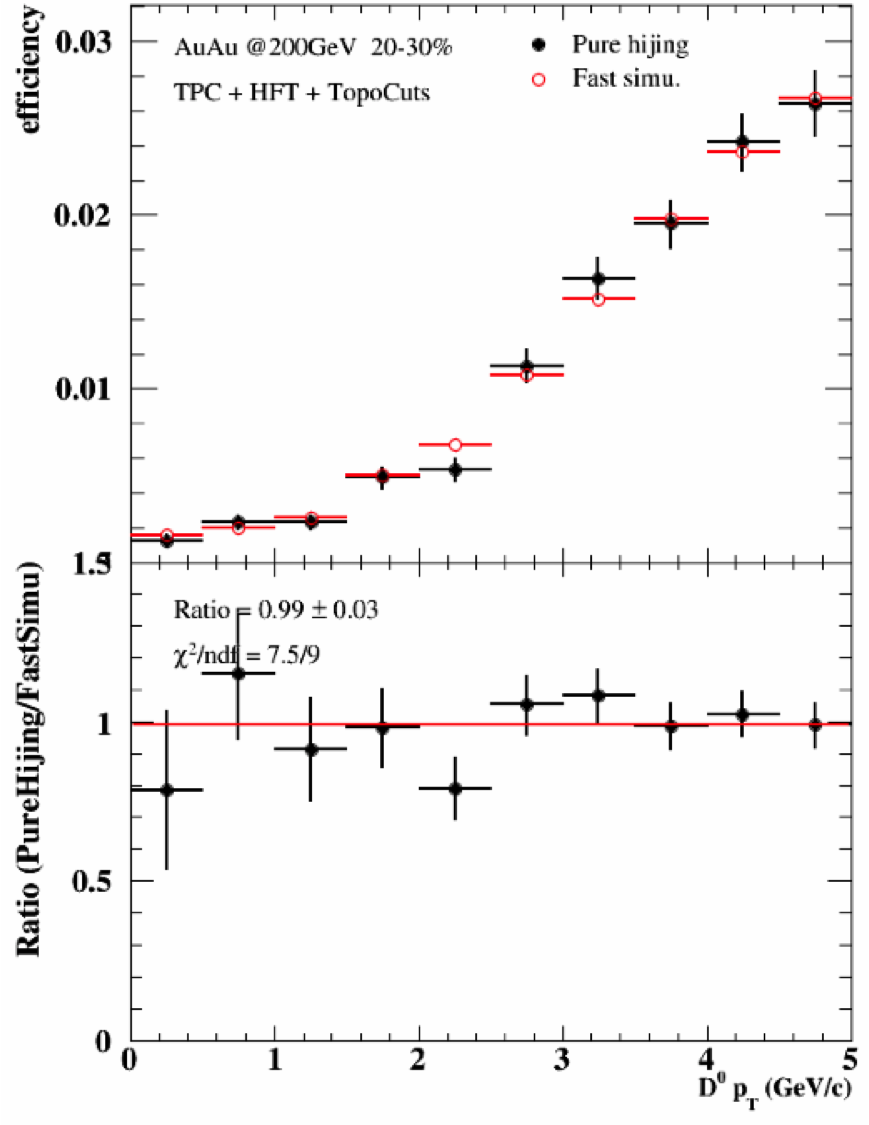 efficiency
0.03
0.02
0.01
AuAu @200GeV 20-30%
TPC + HFT + TopoCuts
Pure hijing
Fast simu.
Ratio (PureHijing/FastSimu)
1.5
1
0.5
0
Ratio = 0.99 ± 0.03
χ²/ndf = 7.5/9
0 1 2 3 4 5
D⁰ p_T (GeV/c)